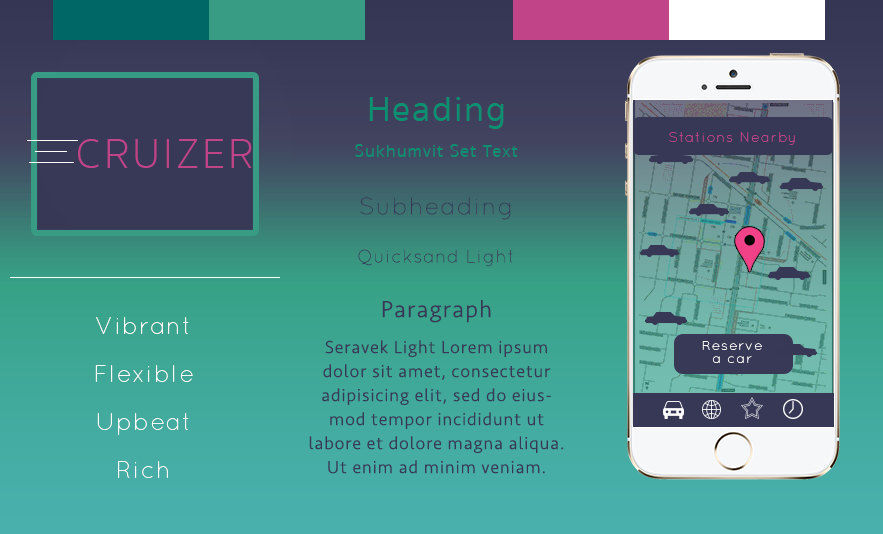 CRUIZER
Vibrant
Flexible
Upbeat
Rich
Heading
Sukhumvit Set Text
Subheading
Quicksand Light
Paragraph
Seravek Light Lorem ipsum
dolor sit amet, consectetur
adipisicing elit, sed do eius-
mod tempor incididunt ut
labore et dolore magna aliqua.
Ut enim ad minim veniam.
Stations Nearby
Reserve
a car